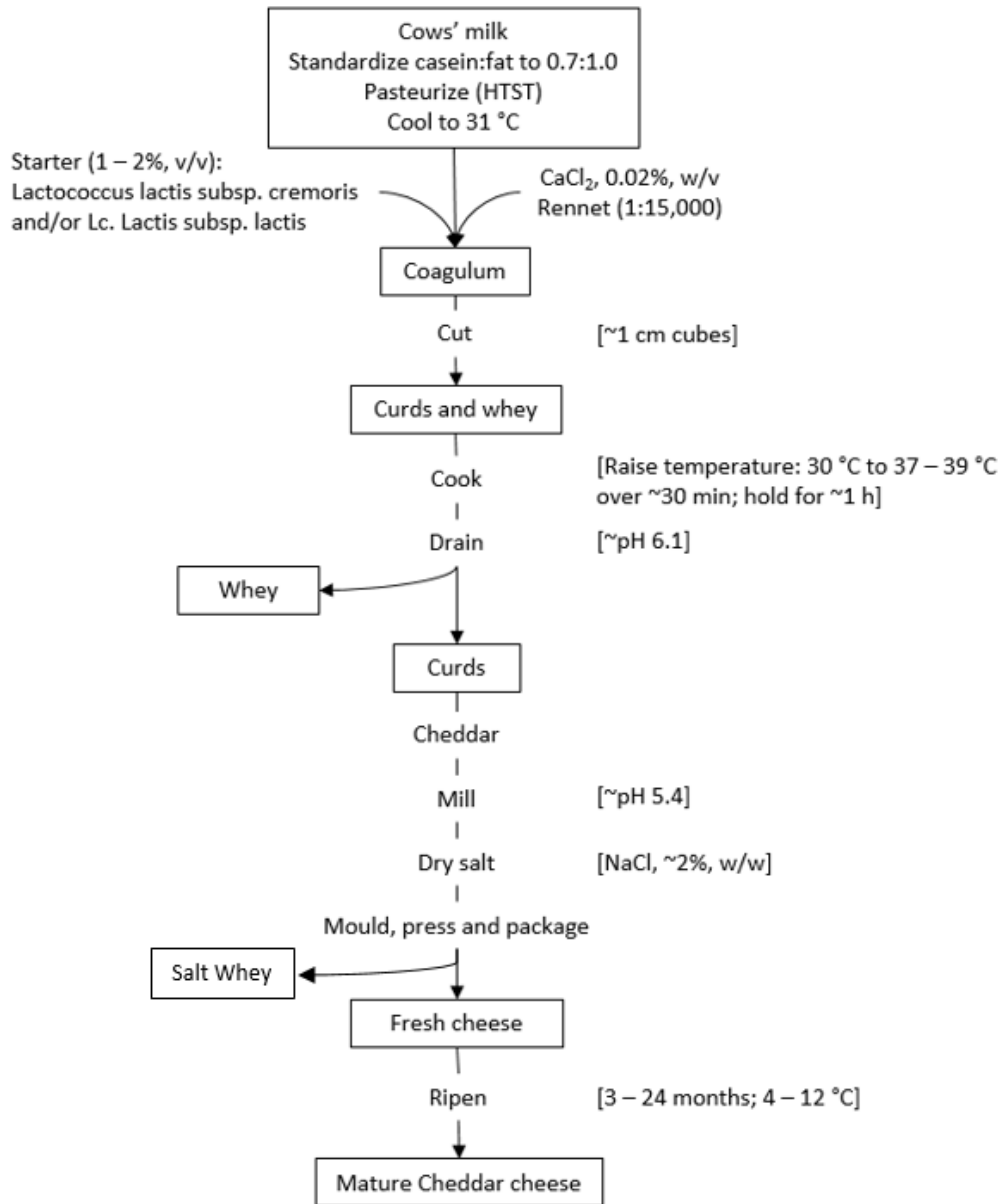 Cows’ milk
Standardize casein:fat to 0.7:1.0
Pasteurize (HTST)
Cool to 31 °C
Starter (1 – 2%, v/v):
Lactococcus lactis subsp. cremoris
and/or Lc. Lactis subsp. lactis
CaCl₂, 0.02%, w/v
Rennet (1:15,000)
Coagulum
Cut
[~1 cm cubes]
Curds and whey
Cook
[Raise temperature: 30 °C to 37 – 39 °C
over ~30 min; hold for ~1 h]
Drain
[~pH 6.1]
Whey
Curds
Cheddar
Mill
[~pH 5.4]
Dry salt
[NaCl, ~2%, w/w]
Mould, press and package
Salt Whey
Fresh cheese
Ripen
[3 – 24 months; 4 – 12 °C]
Mature Cheddar cheese